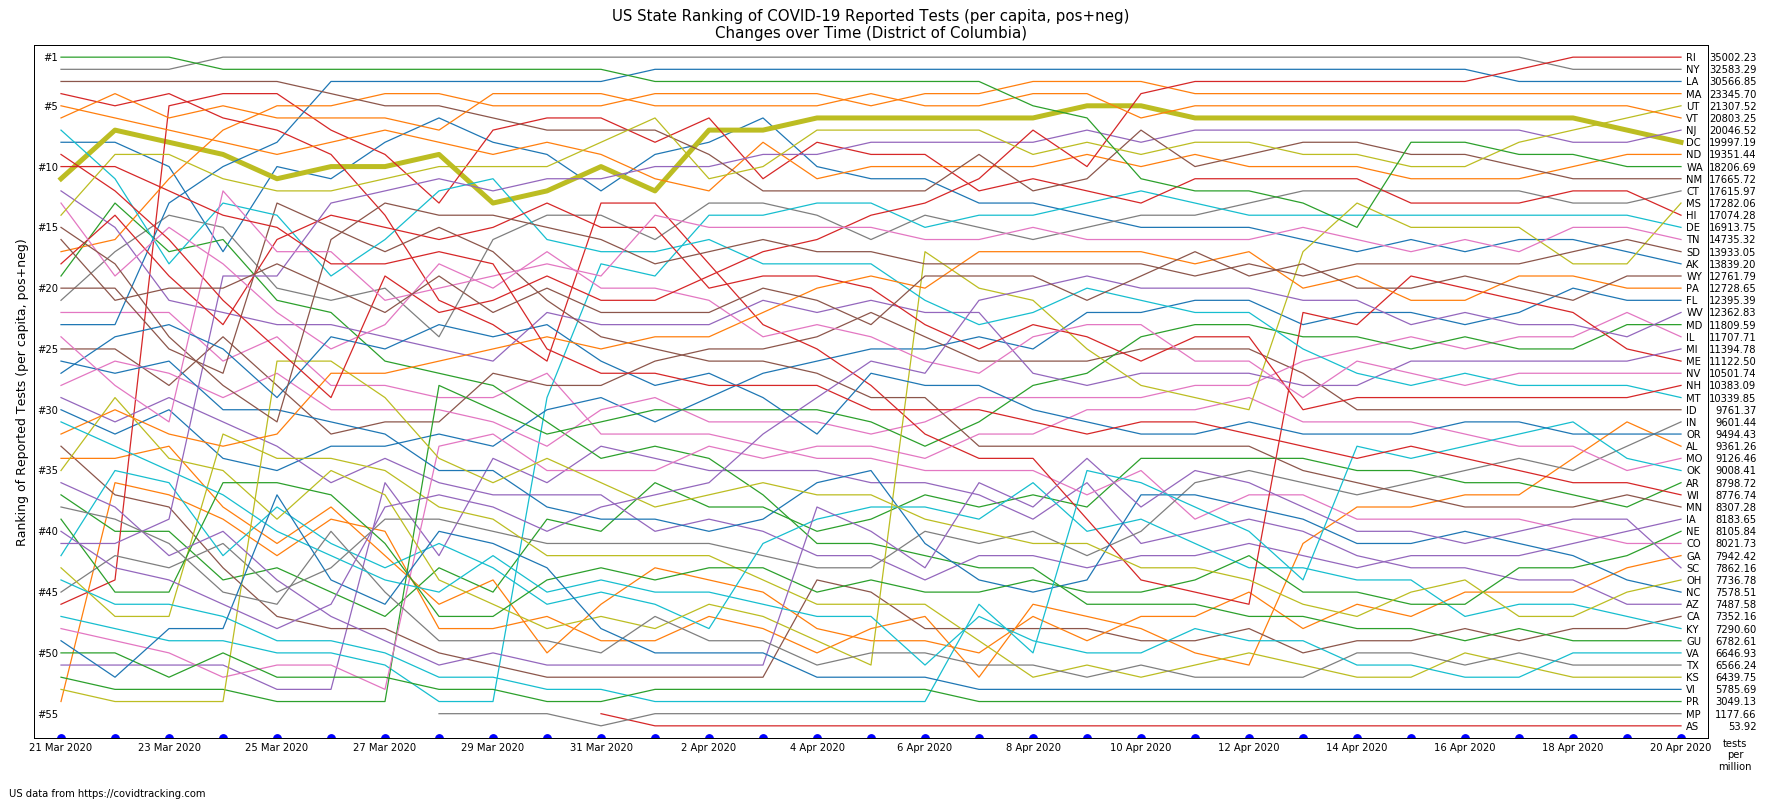 US State Ranking of COVID-19 Reported Tests (per capita, pos+neg)
Changes over Time (District of Columbia)
Ranking of Reported Tests (per capita, pos+neg)
#1
#5
#10
#15
#20
#25
#30
#35
#40
#45
#50
#55
RI 35002.23
NY 32583.29
LA 30566.85
MA 23345.70
UT 21307.52
VT 20803.25
NJ 20046.52
DC 19997.19
ND 19351.44
WA 18206.69
NM 17665.72
CT 17615.97
MS 17282.06
HI 17074.28
DE 16913.75
TN 14735.32
SD 13933.05
AK 13839.20
WY 12761.79
PA 12728.65
FL 12395.39
WV 12362.83
MD 11809.59
IL 11707.71
MI 11394.78
ME 11122.50
NV 10501.74
NH 10383.09
MT 10339.85
ID 9761.37
IN 9601.44
OR 9494.43
AL 9361.26
MO 9126.46
OK 9008.41
AR 8798.72
WI 8776.74
MN 8307.28
IA 8183.65
NE 8105.84
CO 8021.73
GA 7942.42
SC 7862.16
OH 7736.78
NC 7578.51
AZ 7487.58
CA 7352.16
KY 7290.60
GU 6782.61
VA 6646.93
TX 6566.24
KS 6439.75
VI 5785.69
PR 3049.13
MP 1177.66
AS 53.92
21 Mar 2020 23 Mar 2020 25 Mar 2020 27 Mar 2020 29 Mar 2020 31 Mar 2020 2 Apr 2020 4 Apr 2020 6 Apr 2020 8 Apr 2020 10 Apr 2020 12 Apr 2020 14 Apr 2020 16 Apr 2020 18 Apr 2020 20 Apr 2020
tests
per
million
US data from https://covidtracking.com